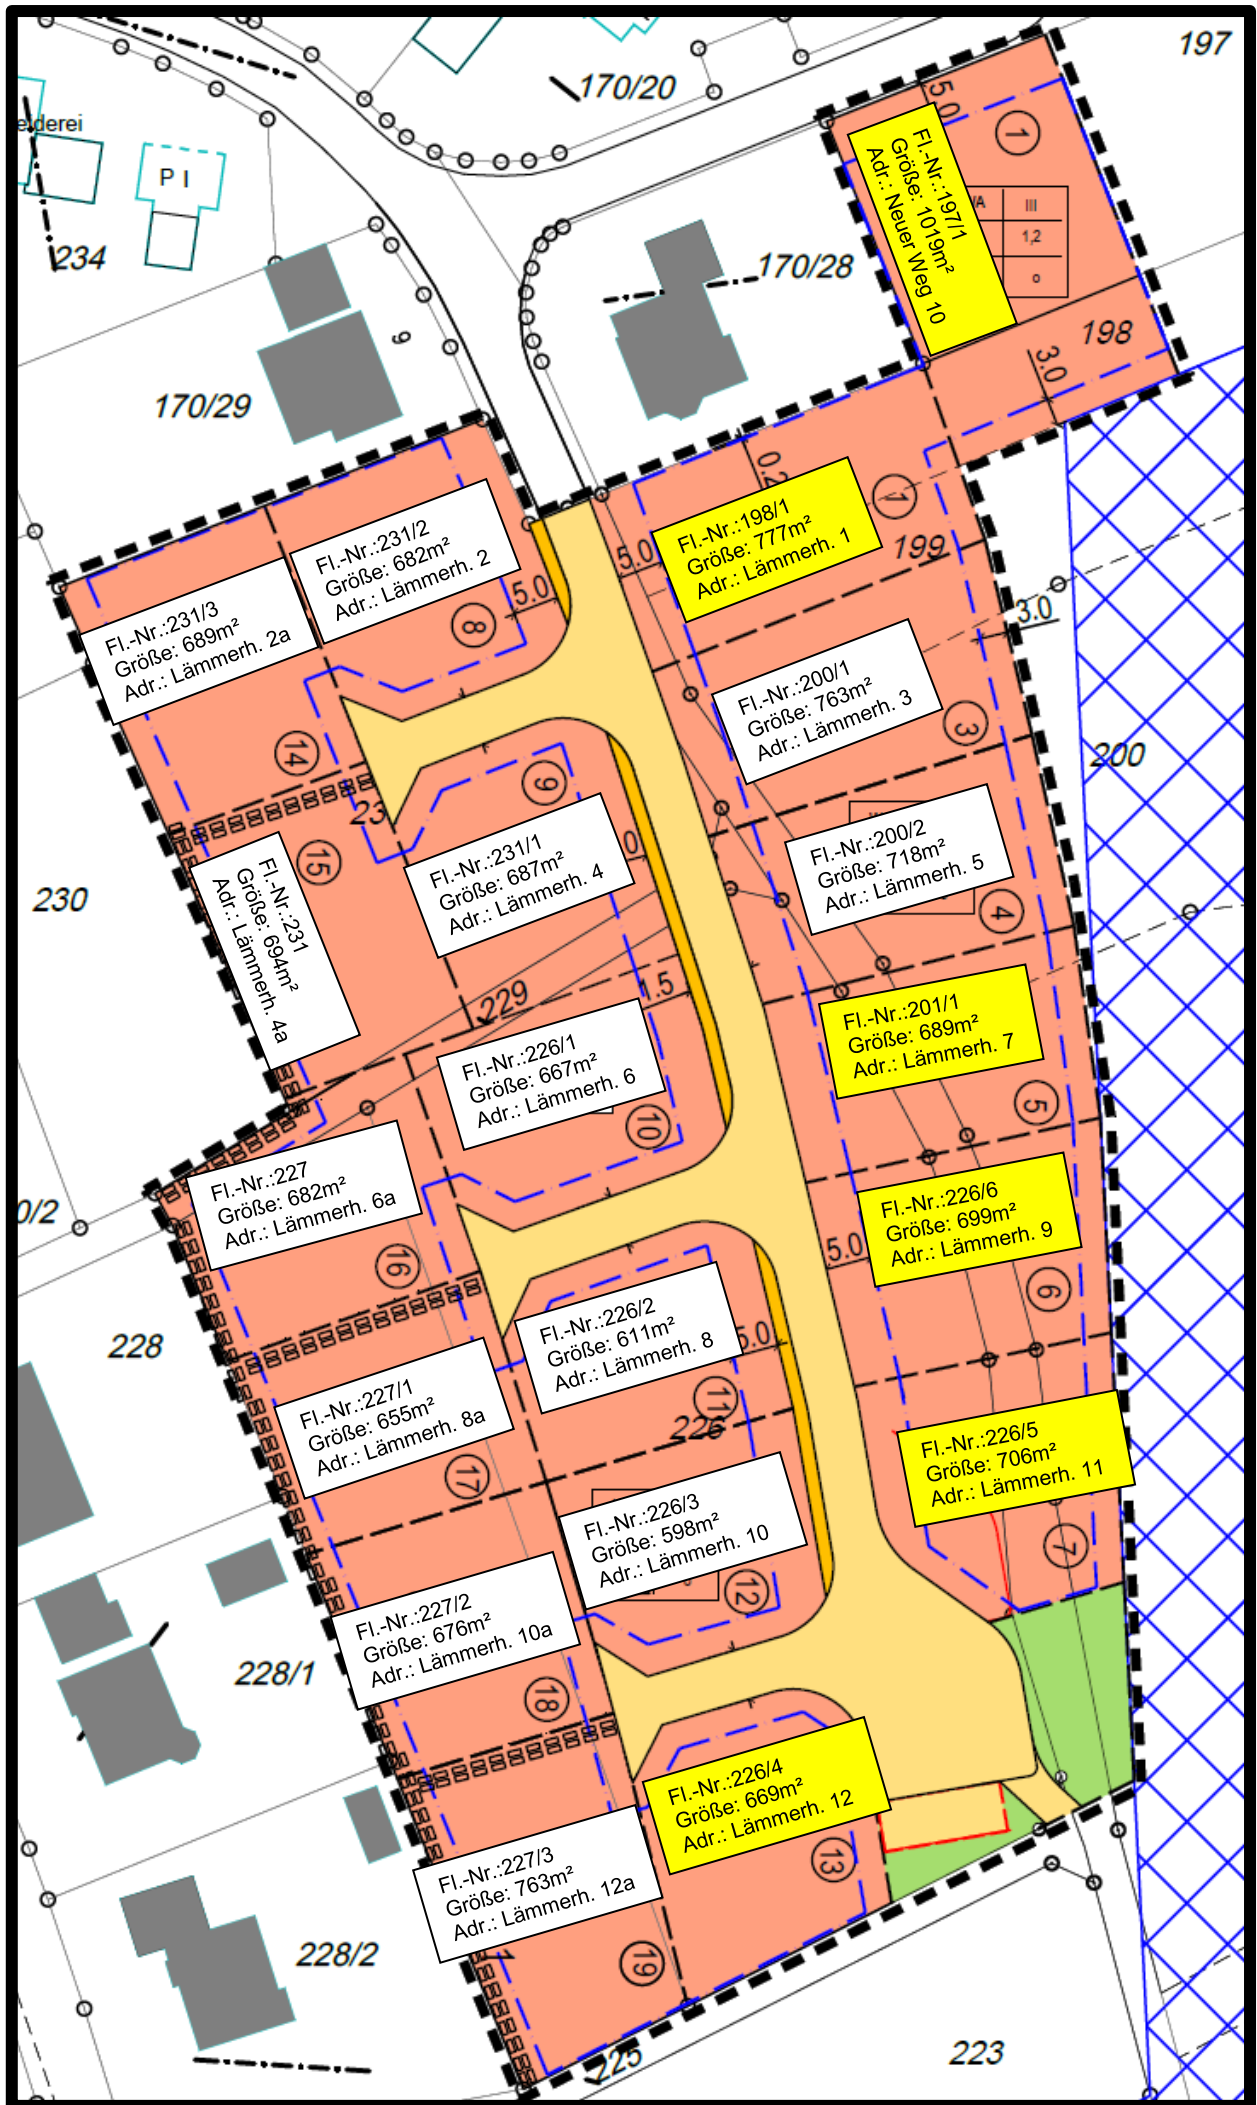 197
170/20
elderei
P I
5.0
1
Fl.-Nr.:197/1
Größe: 1019m²
Adr.: Neuer Weg 10
III
1,2
o
234
170/28
9
198
3.0
170/29
0.2
1
Fl.-Nr.:198/1
Größe: 777m²
Adr.: Lämmerh. 1
199
Fl.-Nr.:231/2
Größe: 682m²
Adr.: Lämmerh. 2
5.0
5.0
8
Fl.-Nr.:231/3
Größe: 689m²
Adr.: Lämmerh. 2a
3.0
Fl.-Nr.:200/1
Größe: 763m²
Adr.: Lämmerh. 3
3
200
14
9
23
15
0
Fl.-Nr.:231/1
Größe: 687m²
Adr.: Lämmerh. 4
Fl.-Nr.:200/2
Größe: 718m²
Adr.: Lämmerh. 5
4
230
Fl.-Nr.:231
Größe: 694m²
Adr.: Lämmerh. 4a
229
1.5
Fl.-Nr.:201/1
Größe: 689m²
Adr.: Lämmerh. 7
5
Fl.-Nr.:226/1
Größe: 667m²
Adr.: Lämmerh. 6
10
Fl.-Nr.:227
Größe: 682m²
Adr.: Lämmerh. 6a
0/2
Fl.-Nr.:226/6
Größe: 699m²
Adr.: Lämmerh. 9
5.0
6
16
228
Fl.-Nr.:226/2
Größe: 611m²
Adr.: Lämmerh. 8
5.0
11
226
Fl.-Nr.:227/1
Größe: 655m²
Adr.: Lämmerh. 8a
17
Fl.-Nr.:226/5
Größe: 706m²
Adr.: Lämmerh. 11
7
Fl.-Nr.:226/3
Größe: 598m²
Adr.: Lämmerh. 10
12
Fl.-Nr.:227/2
Größe: 676m²
Adr.: Lämmerh. 10a
228/1
18
Fl.-Nr.:226/4
Größe: 669m²
Adr.: Lämmerh. 12
13
Fl.-Nr.:227/3
Größe: 763m²
Adr.: Lämmerh. 12a
19
228/2
225
223